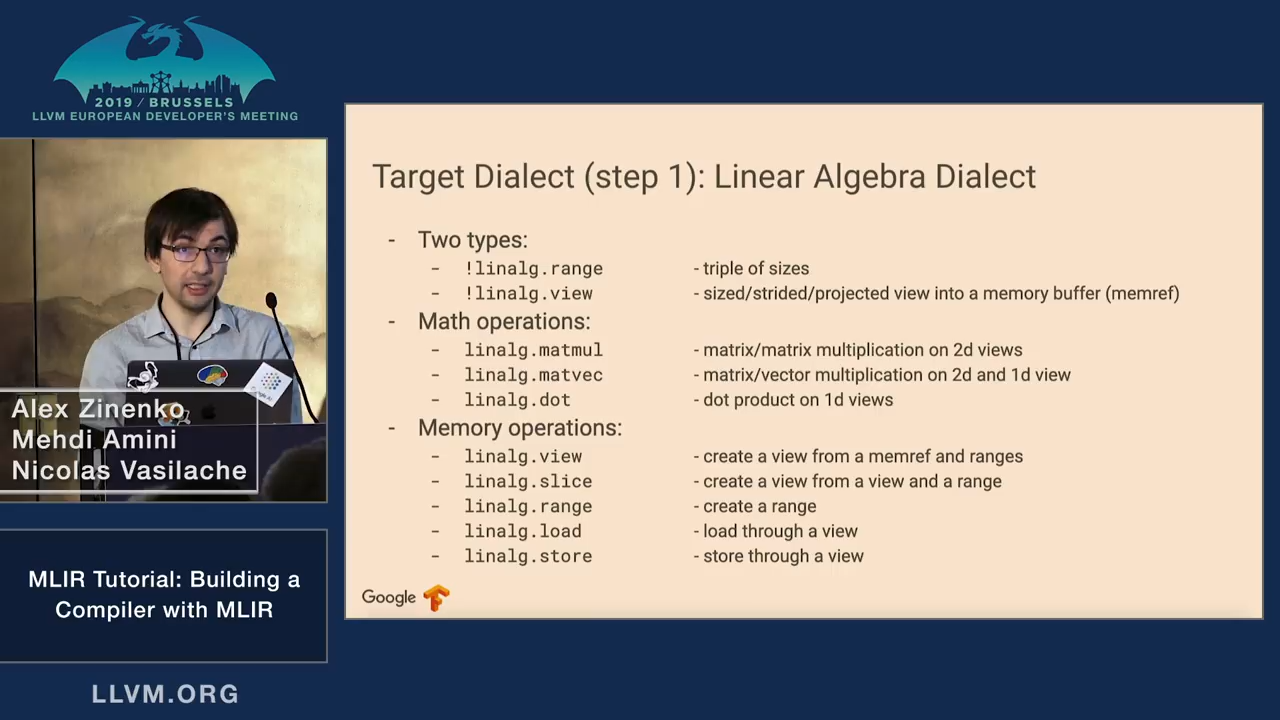 2019 / BRUSSELS
LLVM EUROPEAN DEVELOPER'S MEETING
Alex Zinenko
Mehdi Amini
Nicolas Vasilache
MLIR Tutorial: Building a
Compiler with MLIR
LLVM.ORG
Target Dialect (step 1): Linear Algebra Dialect
- Two types:
- !linalg.range - triple of sizes
- !linalg.view - sized/strided/projected view into a memory buffer (memref)
- Math operations:
- linalg.matmul - matrix/matrix multiplication on 2d views
- linalg.matvec - matrix/vector multiplication on 2d and 1d view
- linalg.dot - dot product on 1d views
- Memory operations:
- linalg.view - create a view from a memref and ranges
- linalg.slice - create a view from a view and a range
- linalg.range - create a range
- linalg.load - load through a view
- linalg.store - store through a view
Google